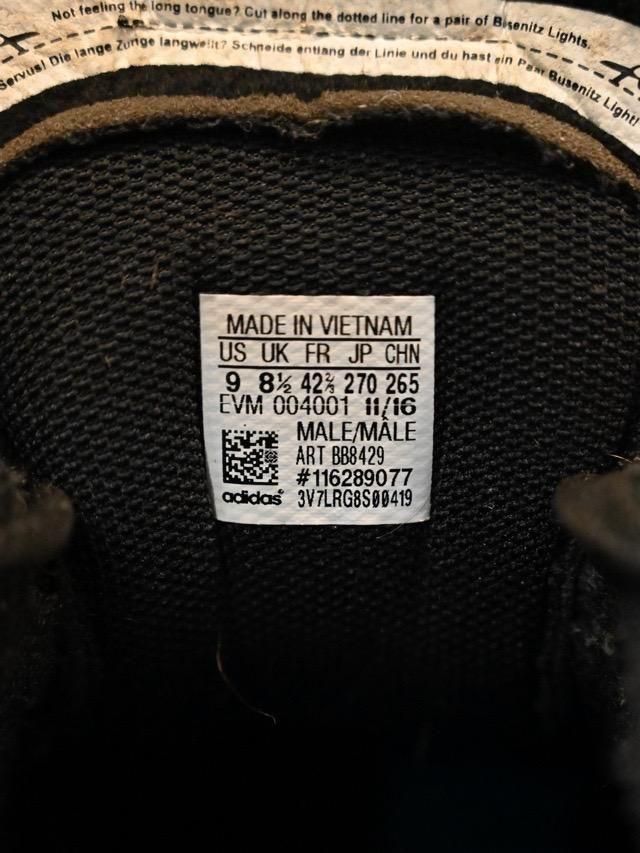 Not feeling the long tongue? Cut along the dotted line for a pair of Busenitz Lights.
Servus! Die lange Zunge langweilt? Schneide entlang der Linie und du hast ein Paar Busenitz Light!
MADE IN VIETNAM
US UK FR JP CHN
9 8½ 42⅔ 270 265
EVM 004001 11/16
MALE/MÂLE
ART BB8429
#116289077
adidas® 3V7LRG8S00419